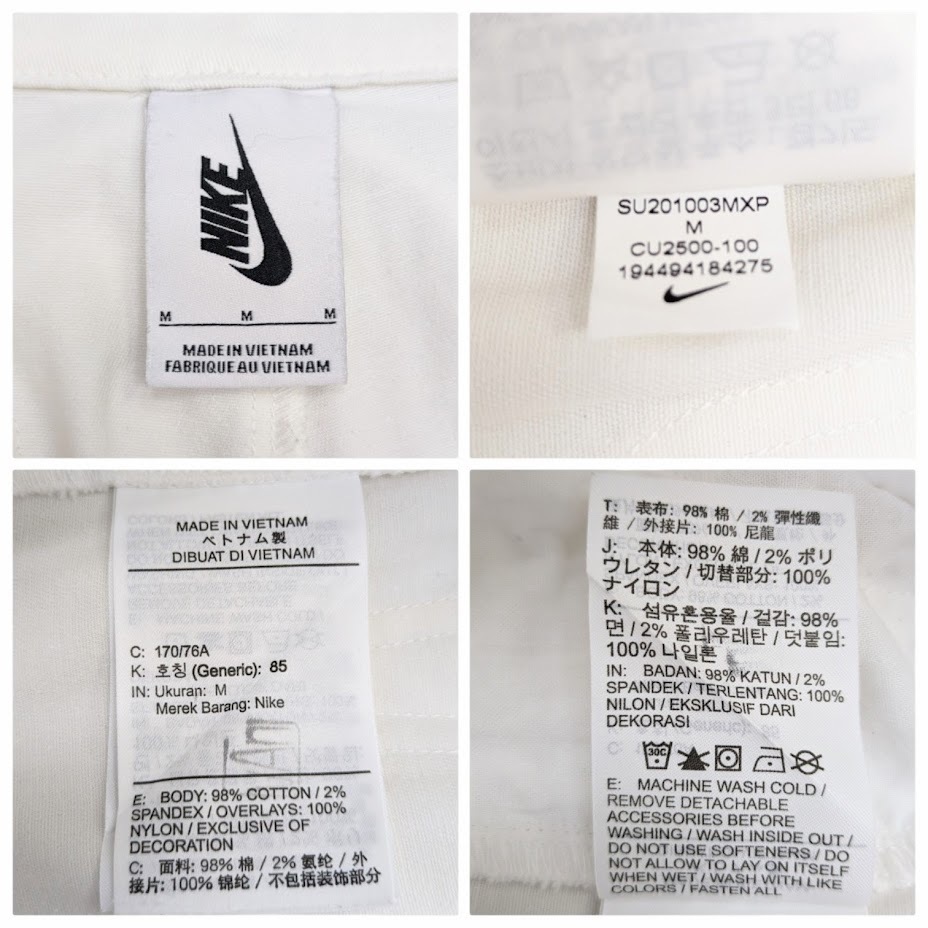 NIKE
M M M
MADE IN VIETNAM
FABRIQUE AU VIETNAM
SU201003MXP
M
CU2500-100
194494184275
MADE IN VIETNAM
ベトナム製
DIBUAT DI VIETNAM
C: 170/76A
K: 호칭 (Generic): 85
IN: Ukuran: M
Merek Barang: Nike
E: BODY: 98% COTTON / 2%
SPANDEX / OVERLAYS: 100%
NYLON / EXCLUSIVE OF
DECORATION
C: 面料: 98% 棉 / 2% 氨纶 / 外
接片: 100% 锦纶 / 不包括装饰部分
T: 表布: 98% 棉 / 2% 彈性纖
維 / 外接片: 100% 尼龍
J: 本体: 98% 綿 / 2% ポリ
ウレタン / 切替部分: 100%
ナイロン
K: 섬유혼용율 / 겉감: 98%
면 / 2% 폴리우레탄 / 덧붙임:
100% 나일론
IN: BADAN: 98% KATUN / 2%
SPANDEK / TERLENTANG: 100%
NILON / EKSKLUSIF DARI
DEKORASI
30C
E: MACHINE WASH COLD /
REMOVE DETACHABLE
ACCESSORIES BEFORE
WASHING / WASH INSIDE OUT /
DO NOT USE SOFTENERS / DO
NOT ALLOW TO LAY ON ITSELF
WHEN WET / WASH WITH LIKE
COLORS / FASTEN ALL